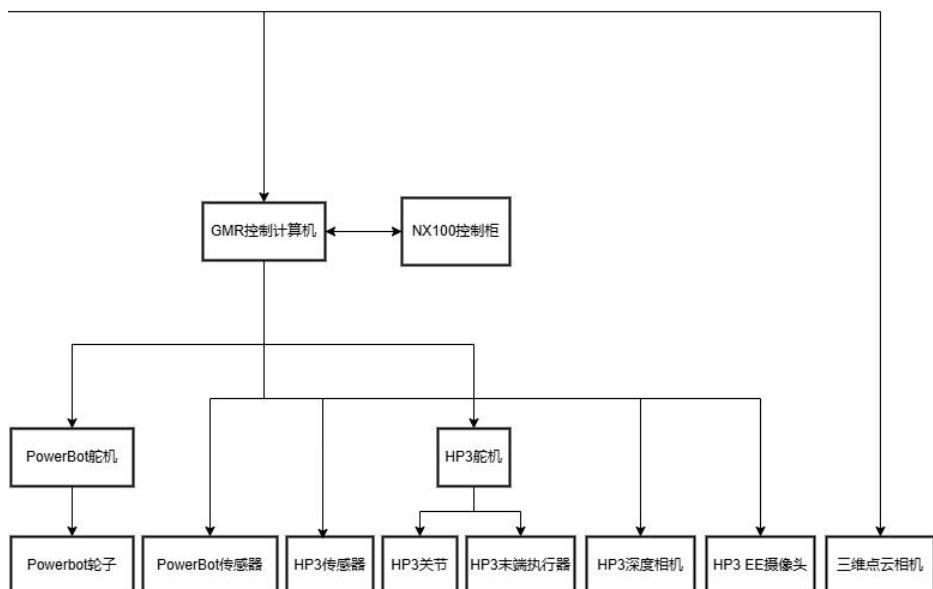 GMR控制计算机
NX100控制柜
PowerBot舵机
HP3舵机
Powerbot轮子
PowerBot传感器
HP3传感器
HP3关节
HP3末端执行器
HP3深度相机
HP3 EE摄像头
三维点云相机